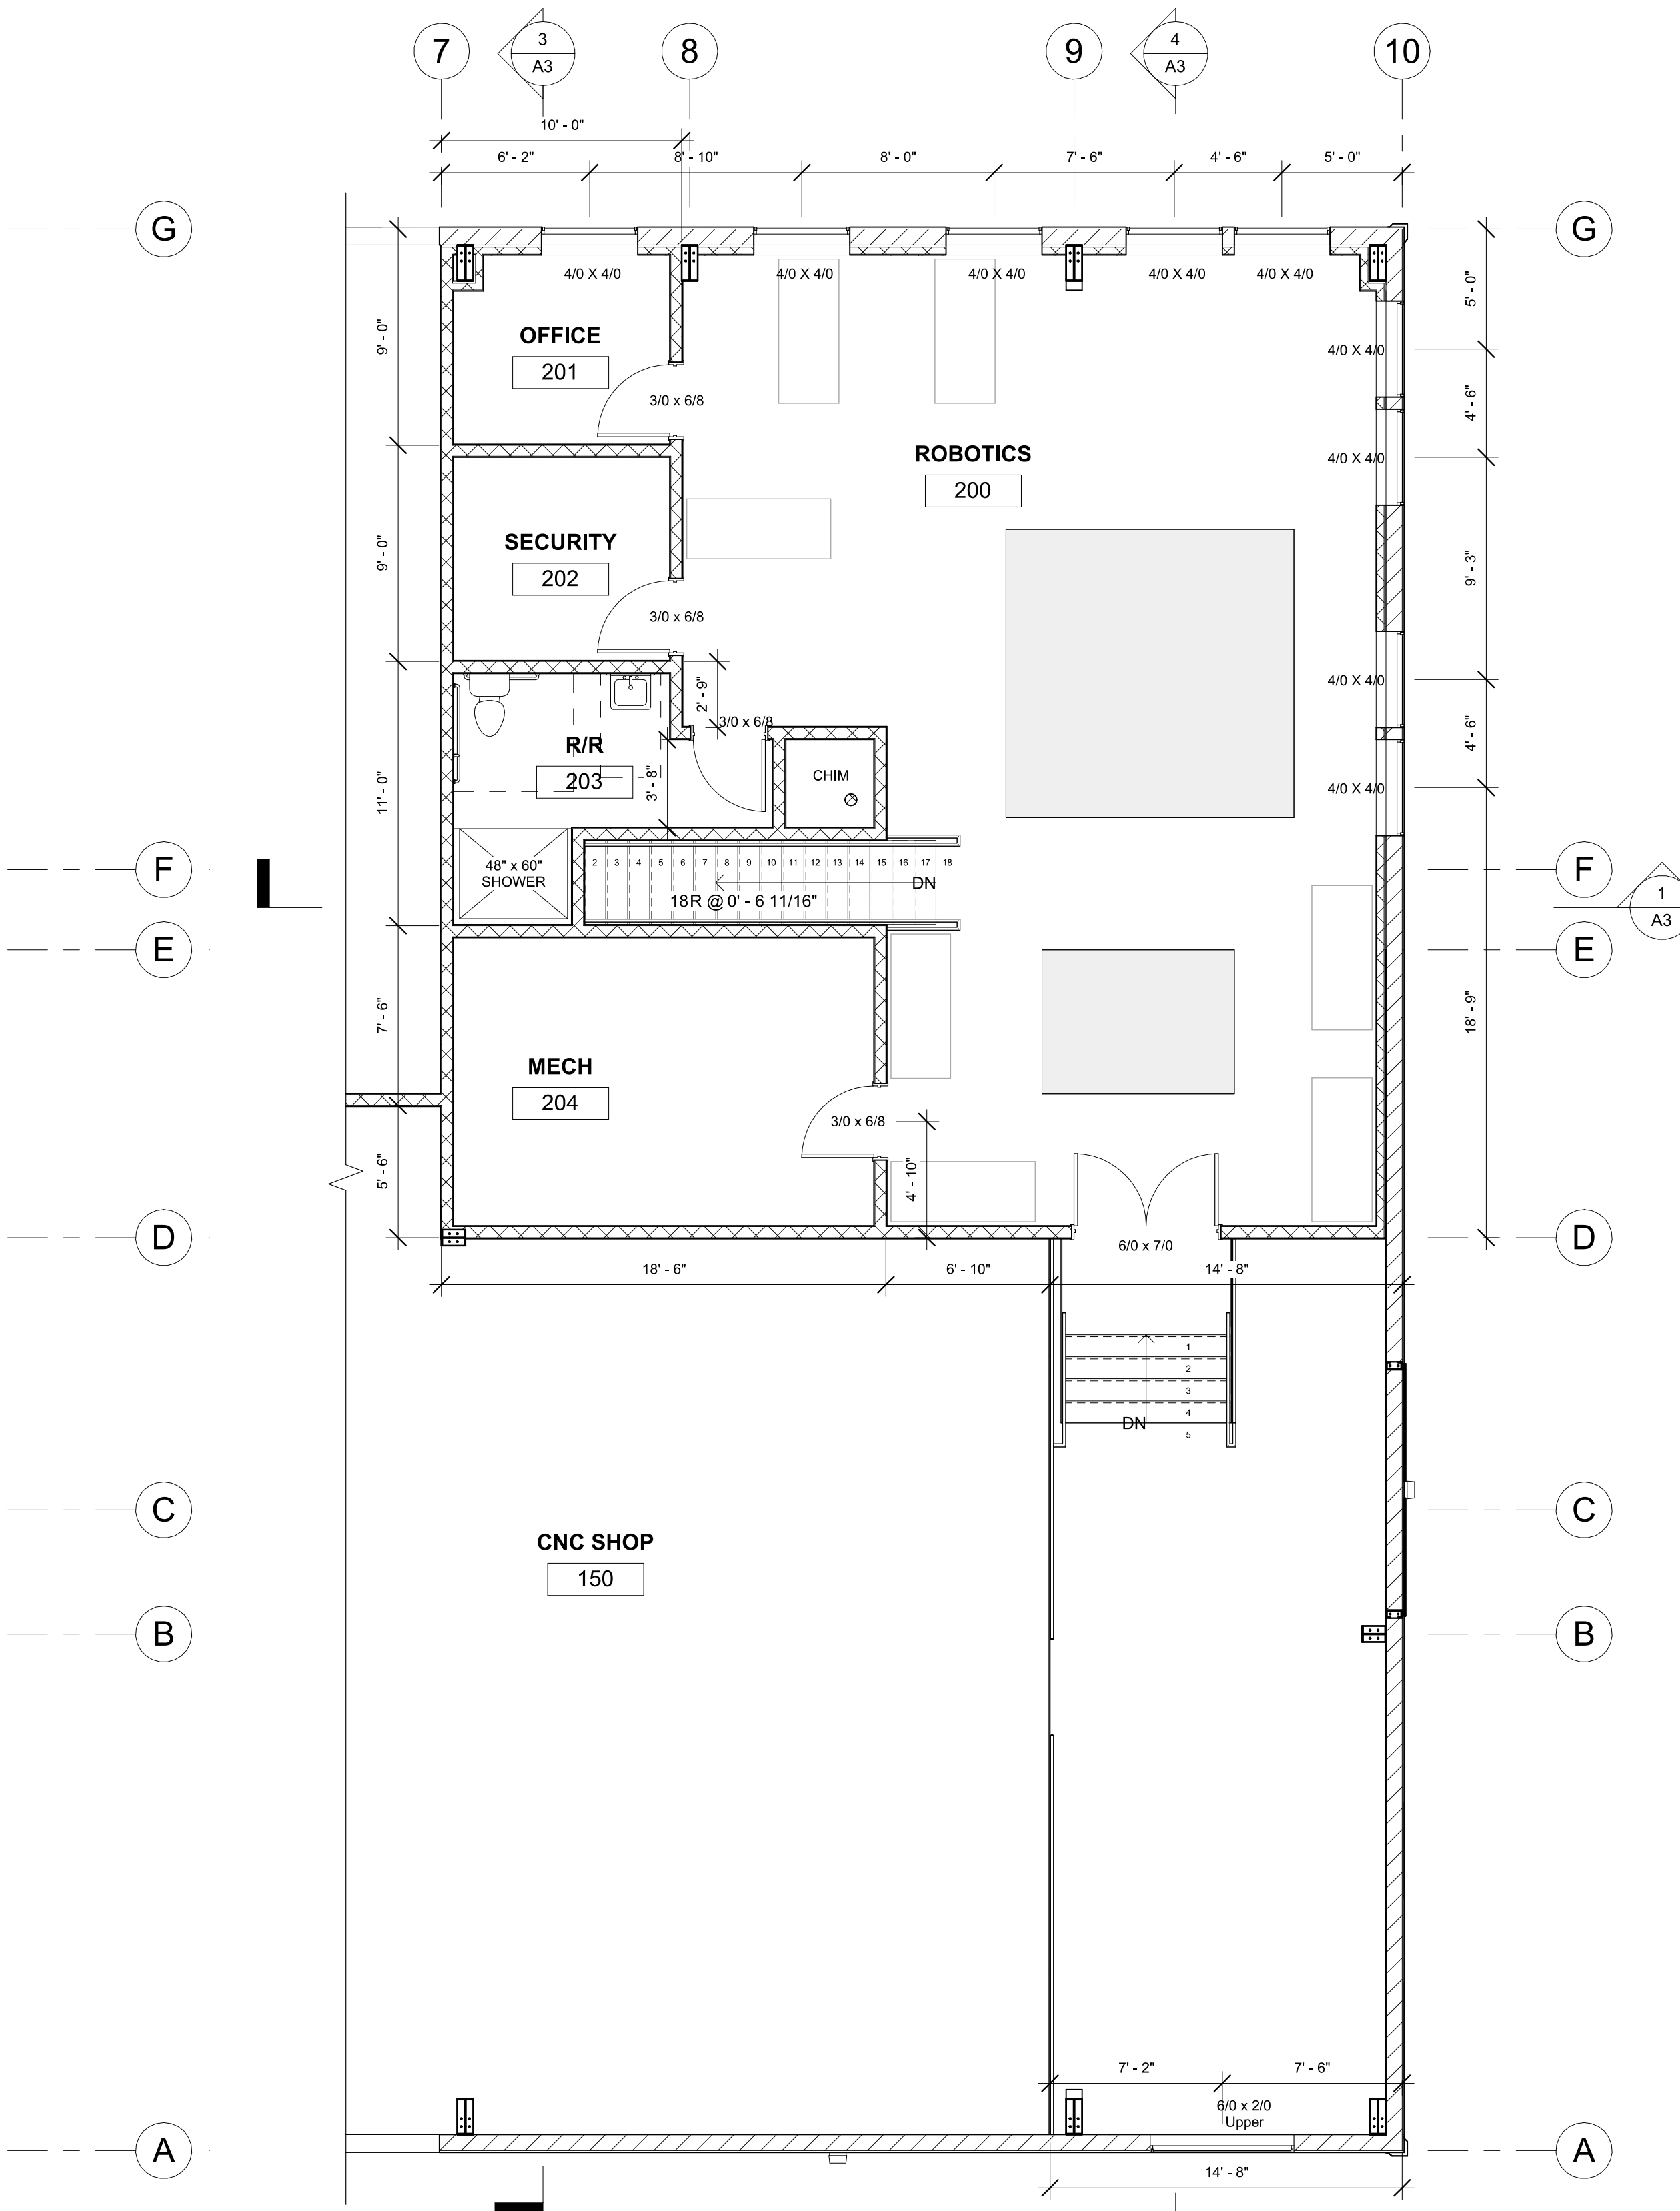 7
3
A3
8
9
4
A3
10
10' - 0"
6' - 2"
8' - 10"
8' - 0"
7' - 6"
4' - 6"
5' - 0"
G
G
4/0 X 4/0
4/0 X 4/0
4/0 X 4/0
4/0 X 4/0
4/0 X 4/0
5' - 0"
9' - 0"
OFFICE
201
4/0 X 4/0
3/0 x 6/8
4' - 6"
ROBOTICS
200
4/0 X 4/0
9' - 0"
SECURITY
202
9' - 3"
3/0 x 6/8
2' - 9"
4/0 X 4/0
3/0 x 6/8
R/R
203
4' - 6"
3' - 8"
CHIM
11' - 0"
4/0 X 4/0
F
48" x 60"
SHOWER
2 3 4 5 6 7 8 9 10 11 12 13 14 15 16 17 18
DN
18R @ 0' - 6 11/16"
F
1
A3
E
E
7' - 6"
18' - 9"
MECH
204
3/0 x 6/8
4' - 10"
5' - 6"
D
6/0 x 7/0
D
18' - 6"
6' - 10"
14' - 8"
1
2
3
4
DN
5
C
C
CNC SHOP
150
B
B
7' - 2"
7' - 6"
6/0 x 2/0
Upper
A
A
14' - 8"